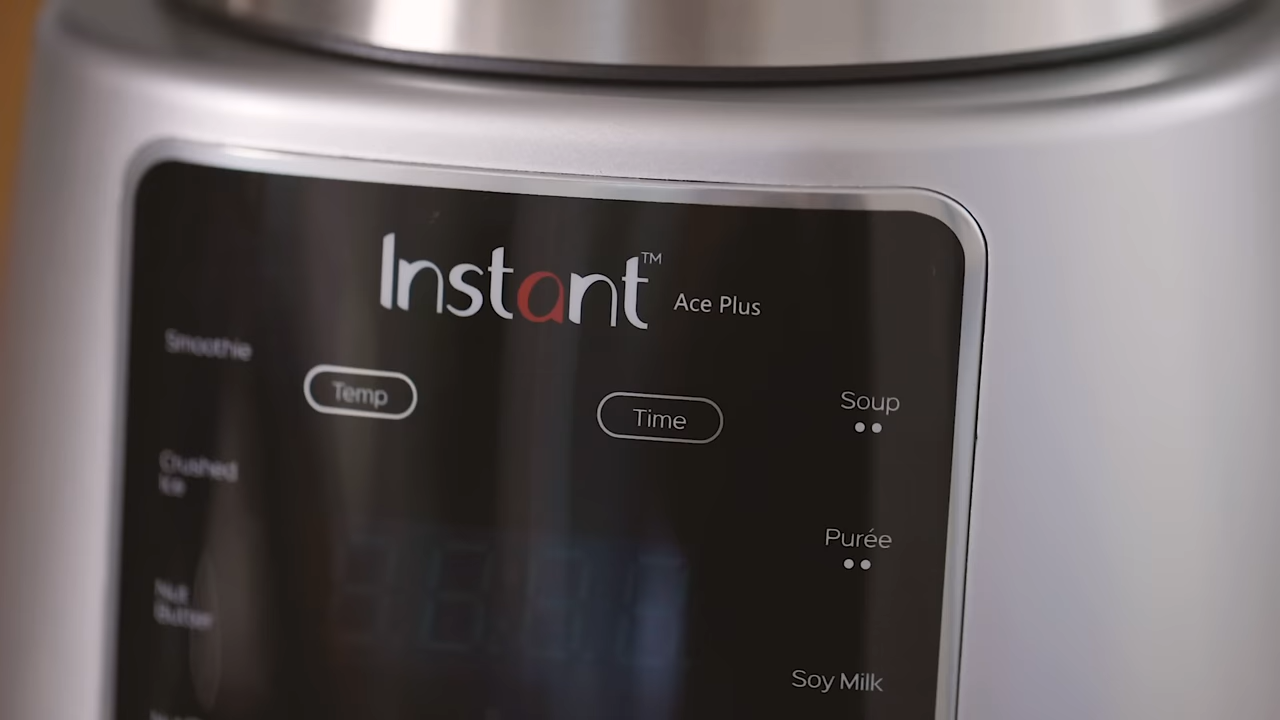 Instant™ Ace Plus
Smoothie
Temp
Time
Soup
Crushed
Ice
Purée
Nut
Butter
Soy Milk